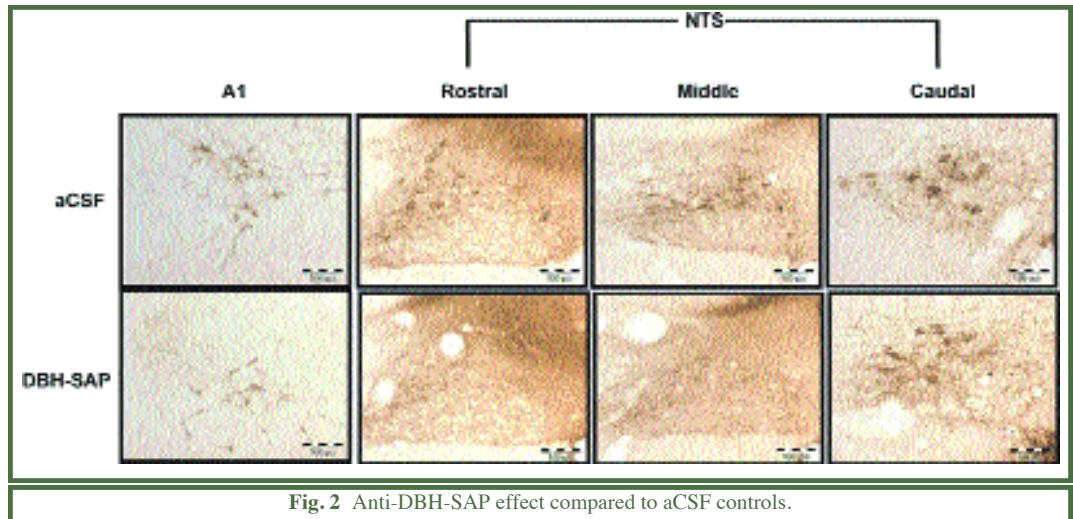 NTS
A1 Rostral Middle Caudal
aCSF
DBH-SAP
Fig. 2 Anti-DBH-SAP effect compared to aCSF controls.